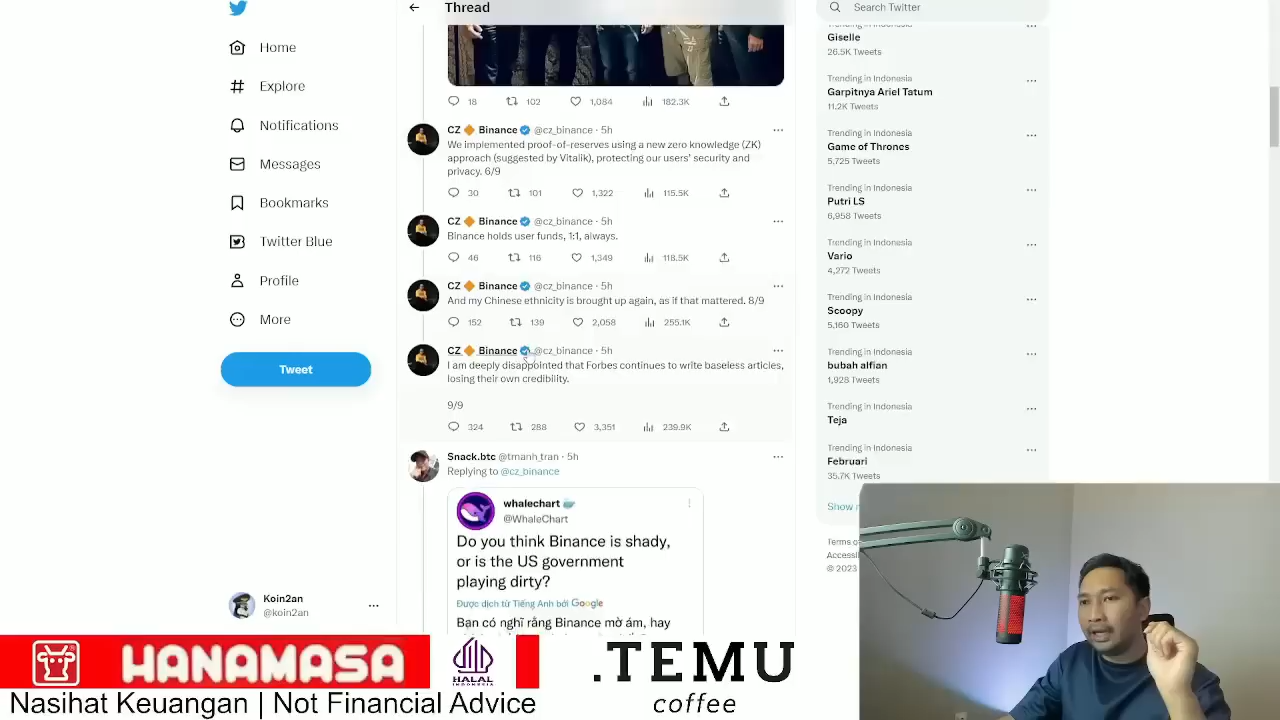 Thread
Search Twitter
Home
Explore
Notifications
Messages
Bookmarks
Twitter Blue
Profile
More
Tweet
Koin2an
@koin2an
18 102 1,084 182.3K
CZ 🔶 Binance @cz_binance · 5h
We implemented proof-of-reserves using a new zero knowledge (ZK)
approach (suggested by Vitalik), protecting our users' security and
privacy. 6/9
30 101 1,322 115.5K
CZ 🔶 Binance @cz_binance · 5h
Binance holds user funds, 1:1, always.
46 116 1,349 118.5K
CZ 🔶 Binance @cz_binance · 5h
And my Chinese ethnicity is brought up again, as if that mattered. 8/9
152 139 2,058 255.1K
CZ 🔶 Binance @cz_binance · 5h
I am deeply disappointed that Forbes continues to write baseless articles,
losing their own credibility.
9/9
324 288 3,351 239.9K
Snack.btc @trnanh_tran · 5h
Replying to @cz_binance
whalechart
@WhaleChart
Do you think Binance is shady,
or is the US government
playing dirty?
Được dịch từ Tiếng Anh bởi Google
Bạn có nghĩ rằng Binance mờ ám, hay
Giselle
26.5K Tweets
Trending in Indonesia
Garpitnya Ariel Tatum
11.2K Tweets
Trending in Indonesia
Game of Thrones
5,725 Tweets
Trending in Indonesia
Putri LS
6,958 Tweets
Trending in Indonesia
Vario
4,272 Tweets
Trending in Indonesia
Scoopy
5,160 Tweets
Trending in Indonesia
bubah alfian
1,928 Tweets
Trending in Indonesia
Teja
Trending in Indonesia
Februari
35.7K Tweets
Show
Terms
© 2023
HANAMASA
HALAL
INDONESIA
.TEMU
coffee
Nasihat Keuangan | Not Financial Advice